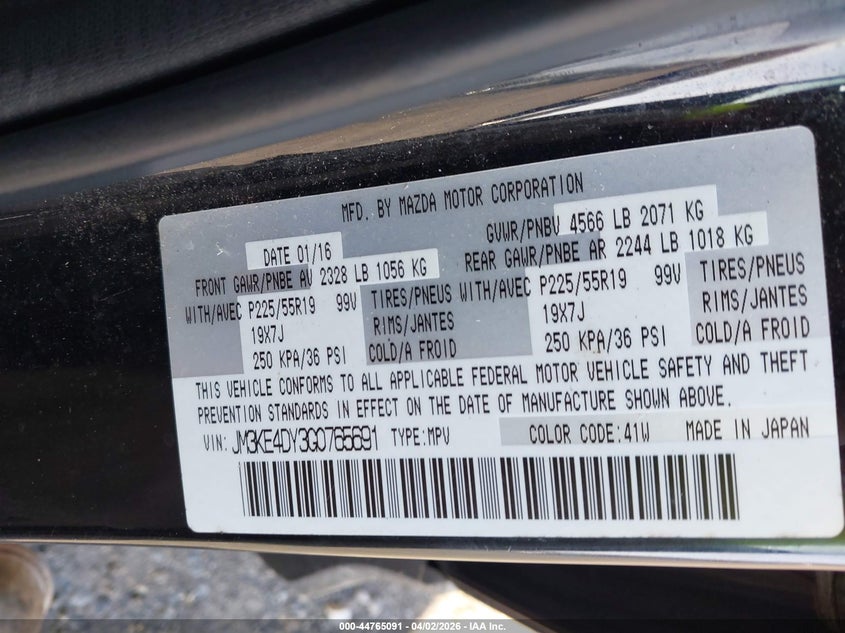 MFD. BY MAZDA MOTOR CORPORATION
DATE 01/16 GVWR/PNBV 4566 LB 2071 KG
FRONT GAWR/PNBE AV 2328 LB 1056 KG REAR GAWR/PNBE AR 2244 LB 1018 KG
WITH/AVEC P225/55R19 99V TIRES/PNEUS WITH/AVEC P225/55R19 99V TIRES/PNEUS
19X7J RIMS/JANTES 19X7J RIMS/JANTES
250 KPA/36 PSI COLD/A FROID 250 KPA/36 PSI COLD/A FROID
THIS VEHICLE CONFORMS TO ALL APPLICABLE FEDERAL MOTOR VEHICLE SAFETY AND THEFT
PREVENTION STANDARDS IN EFFECT ON THE DATE OF MANUFACTURE SHOWN ABOVE.
VIN: JM3KE4DY3G0765691 TYPE:MPV COLOR CODE:41W MADE IN JAPAN
000-44765091 - 04/02/2026 - IAA Inc.